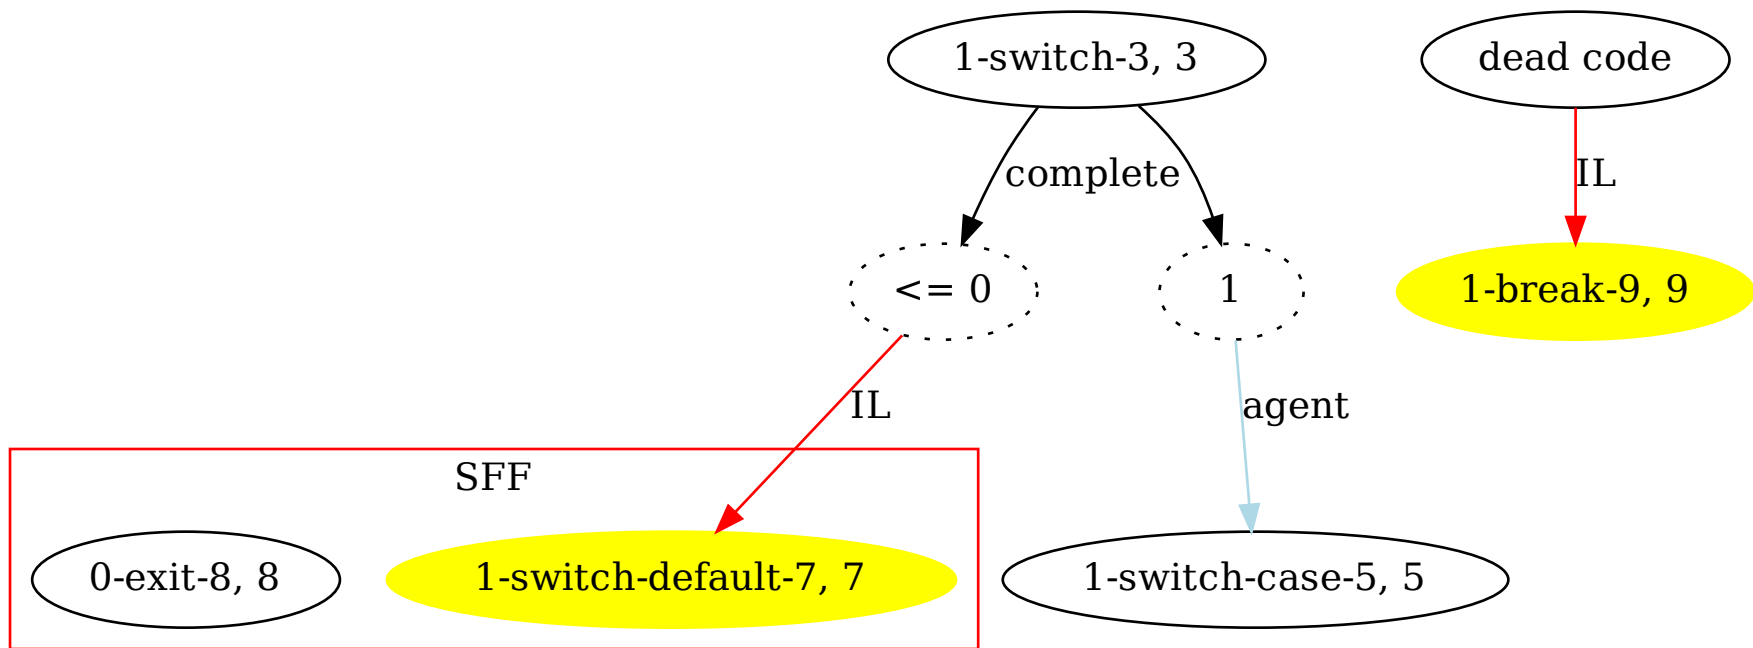 1-switch-3, 3
dead code
complete
IL
<= 0
1
1-break-9, 9
IL
agent
SFF
0-exit-8, 8
1-switch-default-7, 7
1-switch-case-5, 5